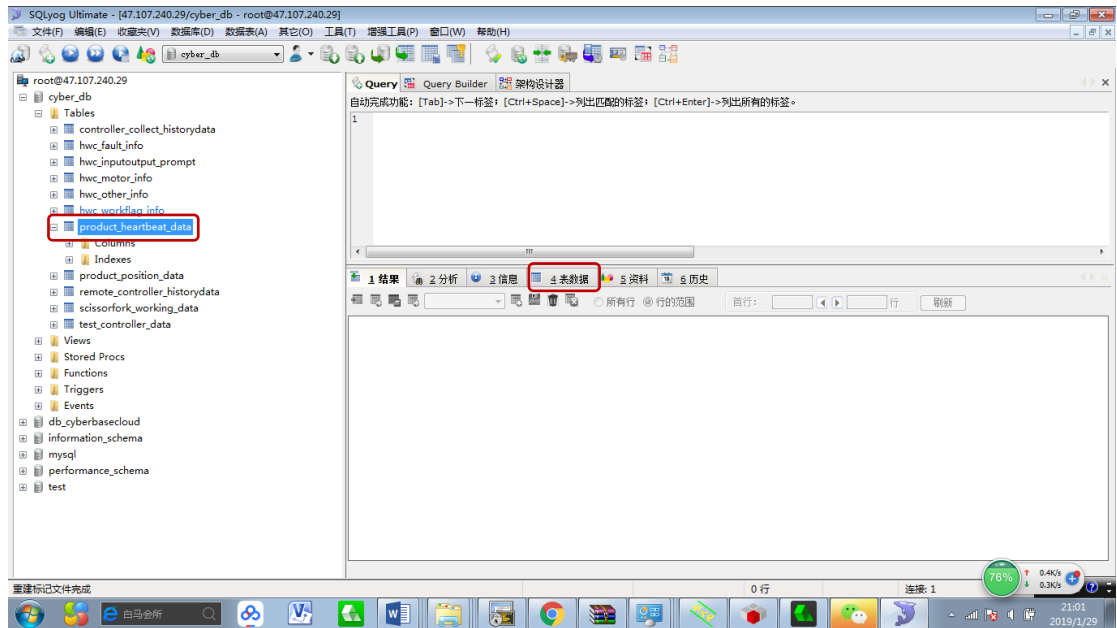 SQLyog Ultimate - [47.107.240.29/cyber_db - root@47.107.240.29]
文件(F) 编辑(E) 收藏夹(V) 数据库(D) 数据表(A) 其它(O) 工具(T) 增强工具(P) 窗口(W) 帮助(H)
cyber_db
root@47.107.240.29
cyber_db
Tables
controller_collect_historydata
hwc_fault_info
hwc_inputoutput_prompt
hwc_motor_info
hwc_other_info
hwc_workflag_info
product_heartbeat_data
Columns
Indexes
product_position_data
remote_controller_historydata
scissorfork_working_data
test_controller_data
Views
Stored Procs
Functions
Triggers
Events
db_cyberbasecloud
information_schema
mysql
performance_schema
test
Query Query Builder 架构设计器
自动完成功能: [Tab]->下一标签; [Ctrl+Space]->列出匹配的标签; [Ctrl+Enter]->列出所有的标签。
1
1 结果 2 分析 3 信息 4 表数据 5 资料 6 历史
所有行 行的范围 首行: 行 刷新
重建标记文件完成 0 行 连接: 1
76% 0.4K/s
0.3K/s
白马会所
21:01
2019/1/29